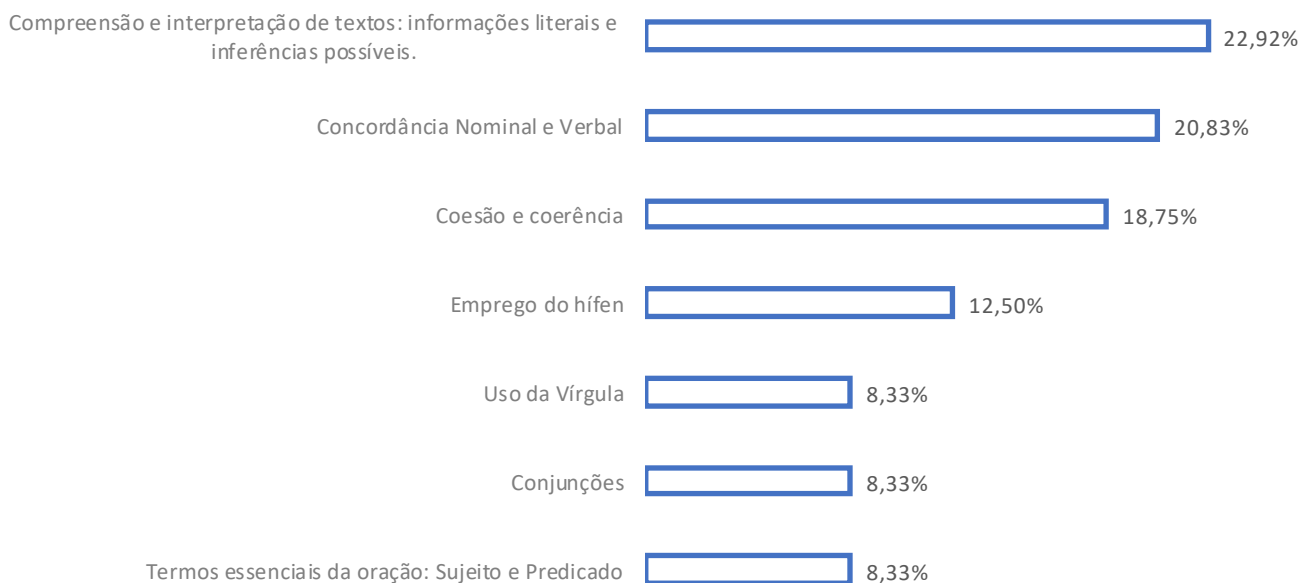 Compreensão e interpretação de textos: informações literais e
inferências possíveis.
22,92%
Concordância Nominal e Verbal
20,83%
Coesão e coerência
18,75%
Emprego do hífen
12,50%
Uso da Vírgula
8,33%
Conjunções
8,33%
Termos essenciais da oração: Sujeito e Predicado
8,33%